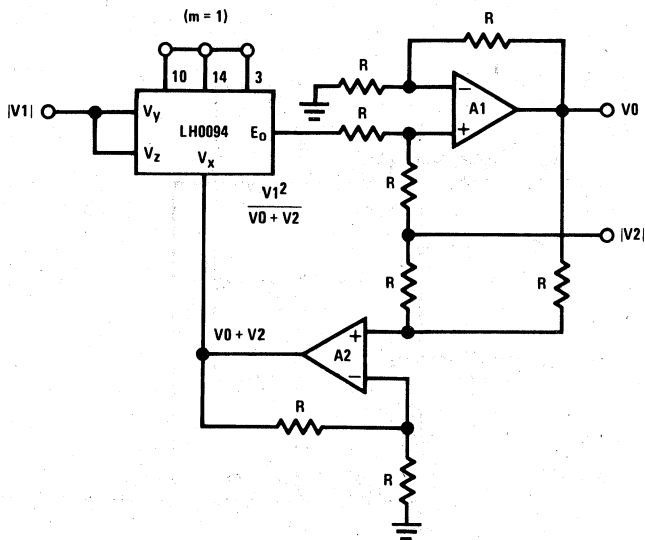 (m = 1)
R
10 14 3
R
|V1|
Vy
Vz
LH0094
Vx
Eo
R
−
+
A1
V0
V1²
V0 + V2
R
|V2|
R
R
V0 + V2
+
−
A2
R
R